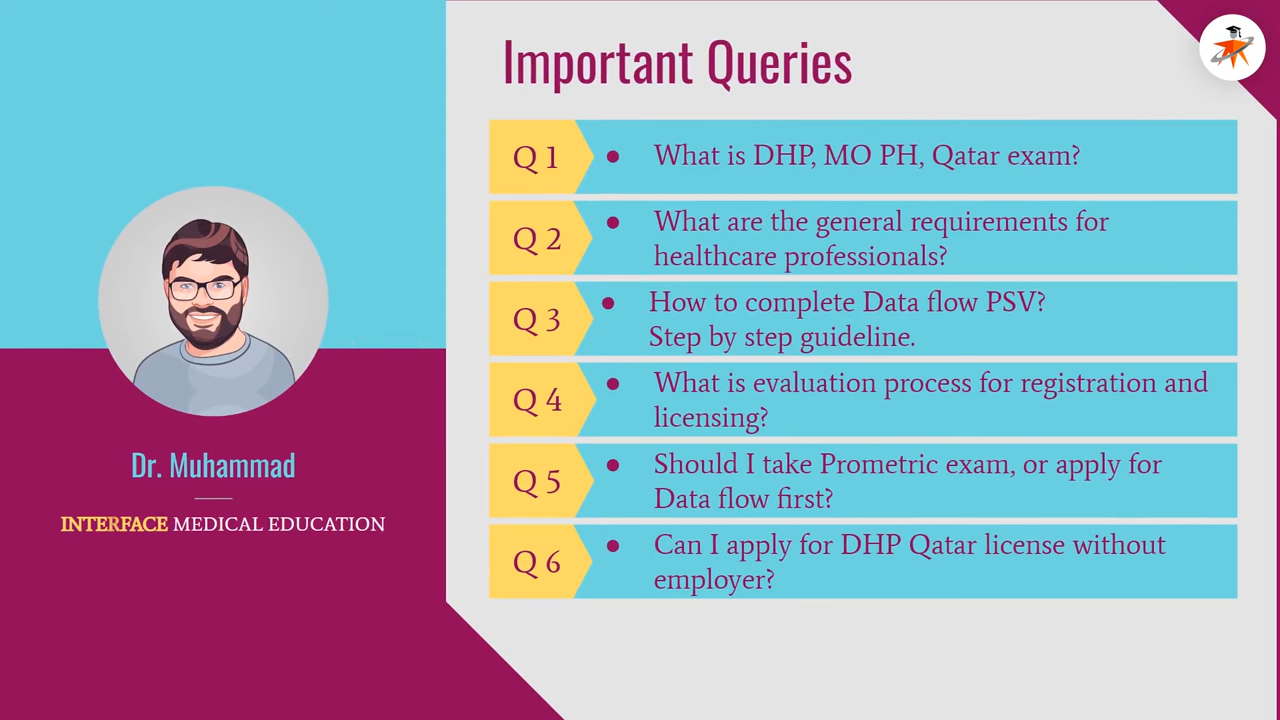 Important Queries
Q 1
• What is DHP, MO PH, Qatar exam?
Q 2
• What are the general requirements for
healthcare professionals?
Q 3
• How to complete Data flow PSV?
Step by step guideline.
Q 4
• What is evaluation process for registration and
licensing?
Q 5
• Should I take Prometric exam, or apply for
Data flow first?
Q 6
• Can I apply for DHP Qatar license without
employer?
Dr. Muhammad
INTERFACE MEDICAL EDUCATION